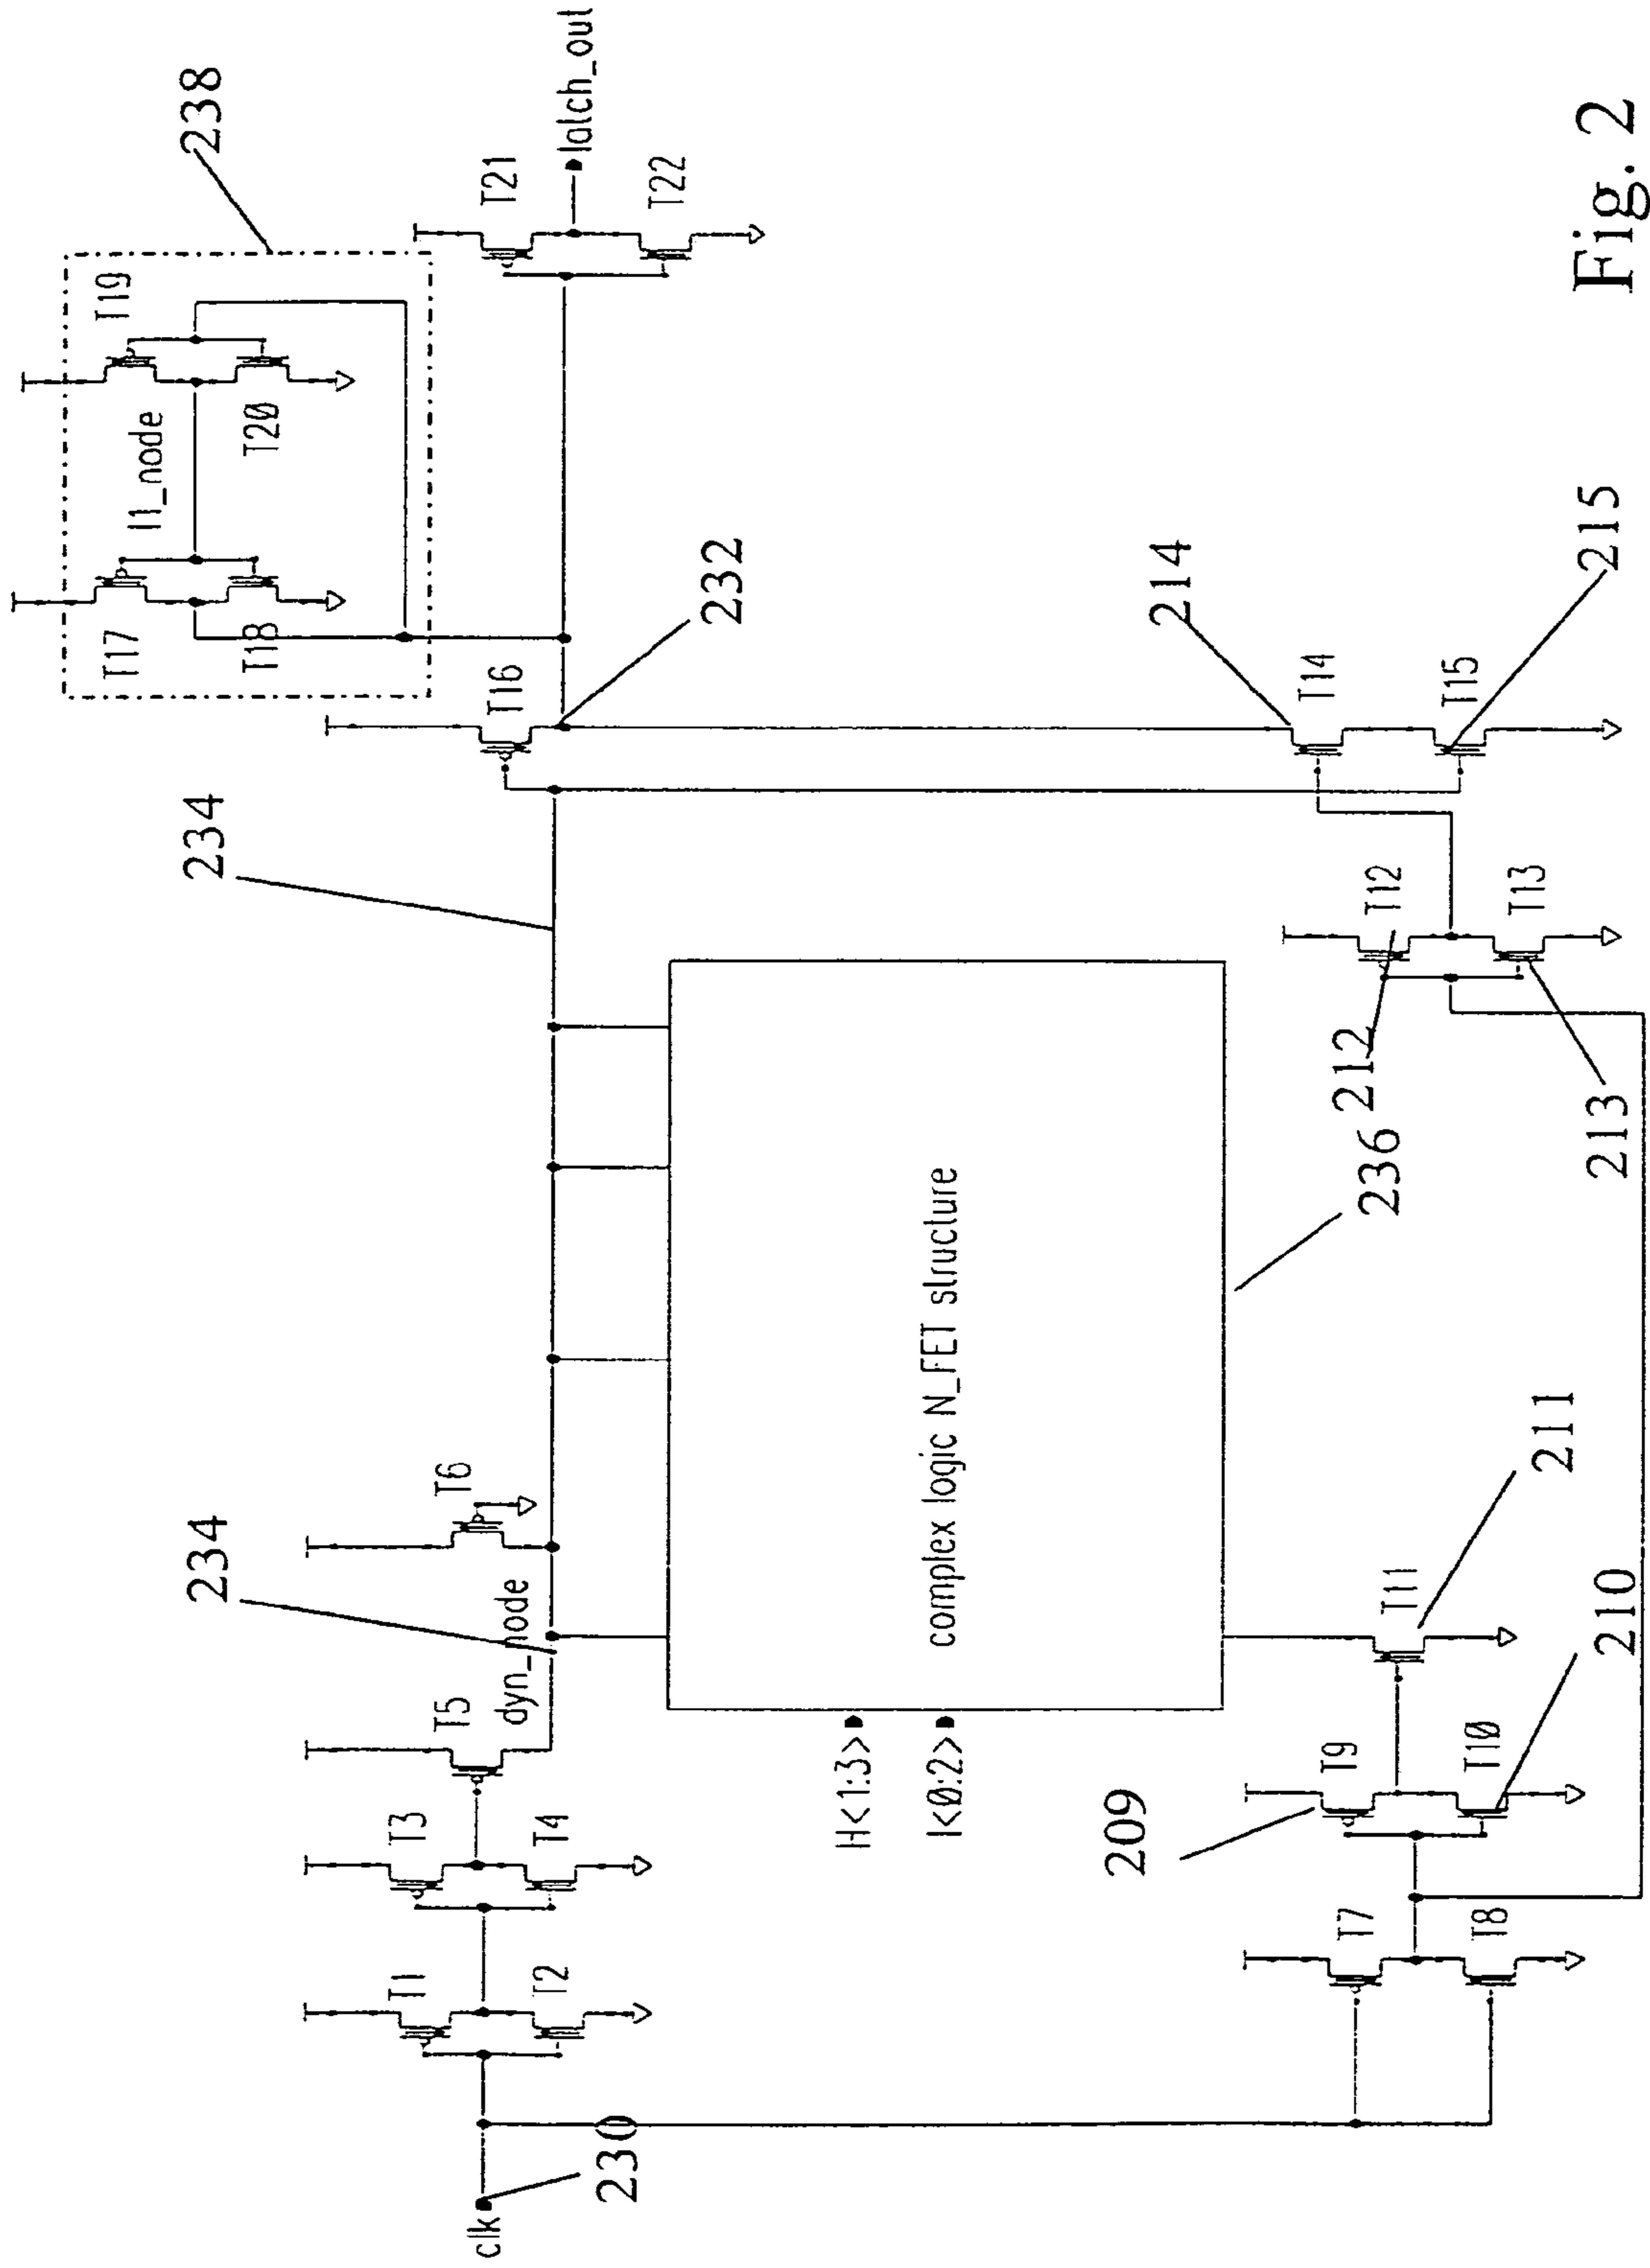 238
T19
T17
l1_node
T18
T20
T21
latch_out
T22
T16
232
234
234
T5
T6
dyn_node
T1
T3
T2
T4
clk
230
H<1:3>
I<0:2>
complex logic N_FET structure
236
214
T14
T15
215
T12
T13
212
213
209
T7
T9
T11
211
T8
T10
210
Fig. 2